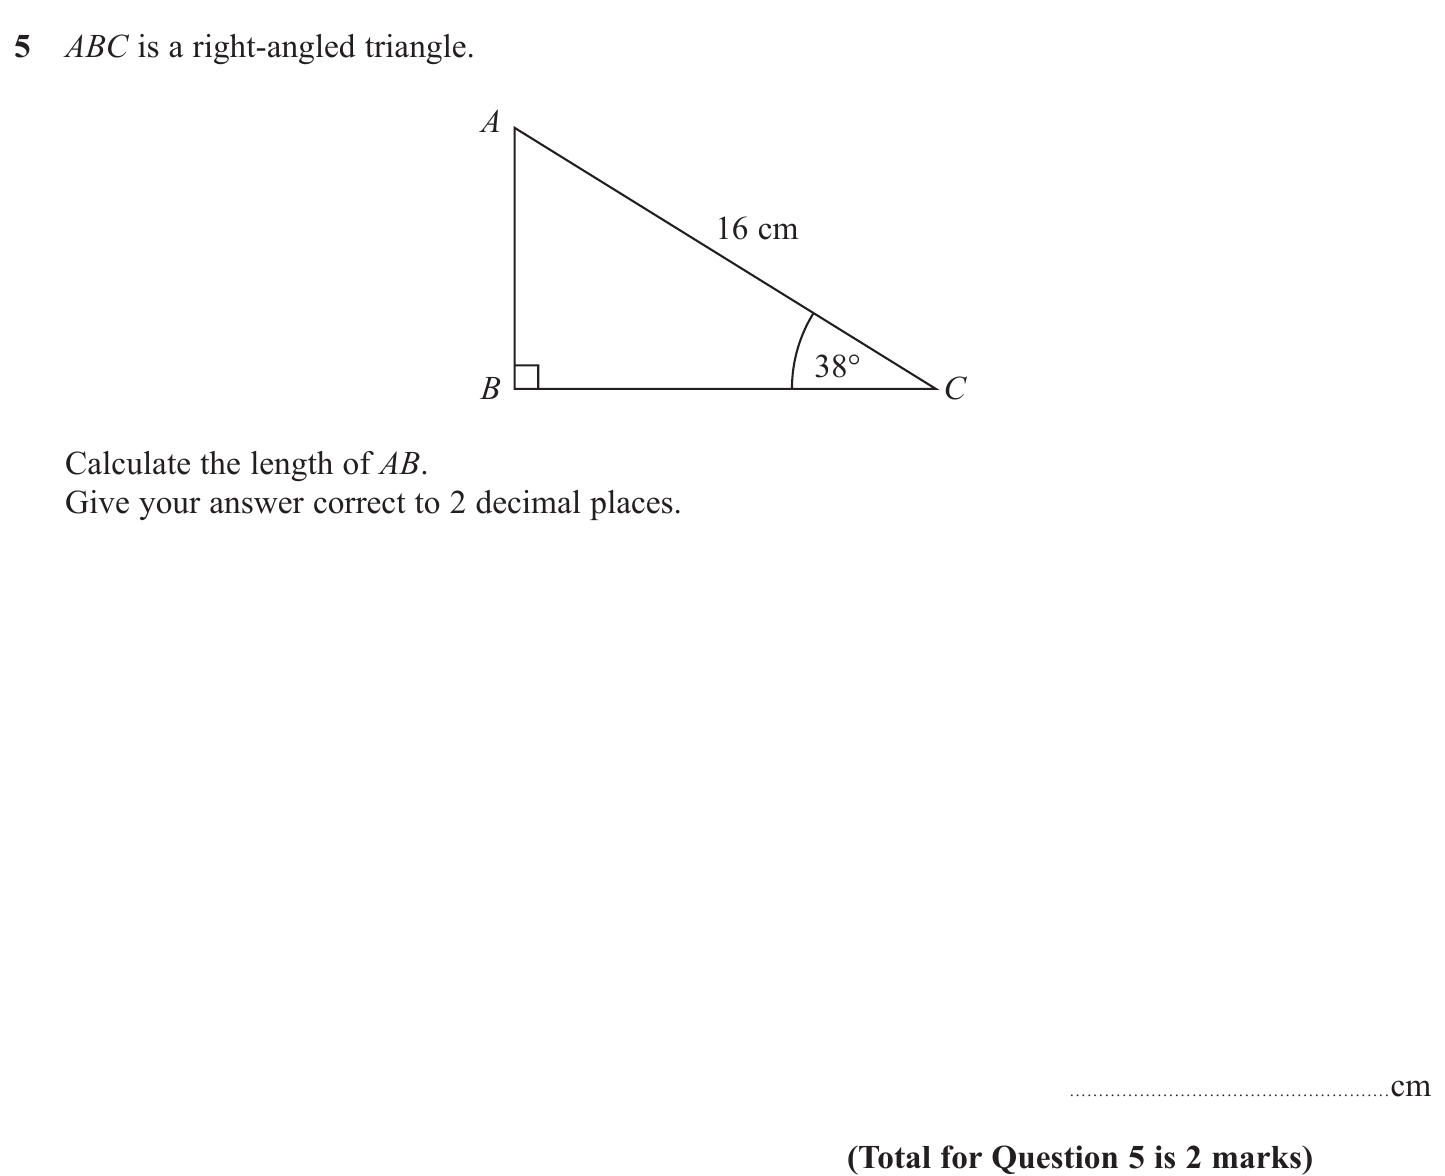 5 ABC is a right-angled triangle.
A
16 cm
38°
B
C
Calculate the length of AB.
Give your answer correct to 2 decimal places.
......................................................cm
(Total for Question 5 is 2 marks)